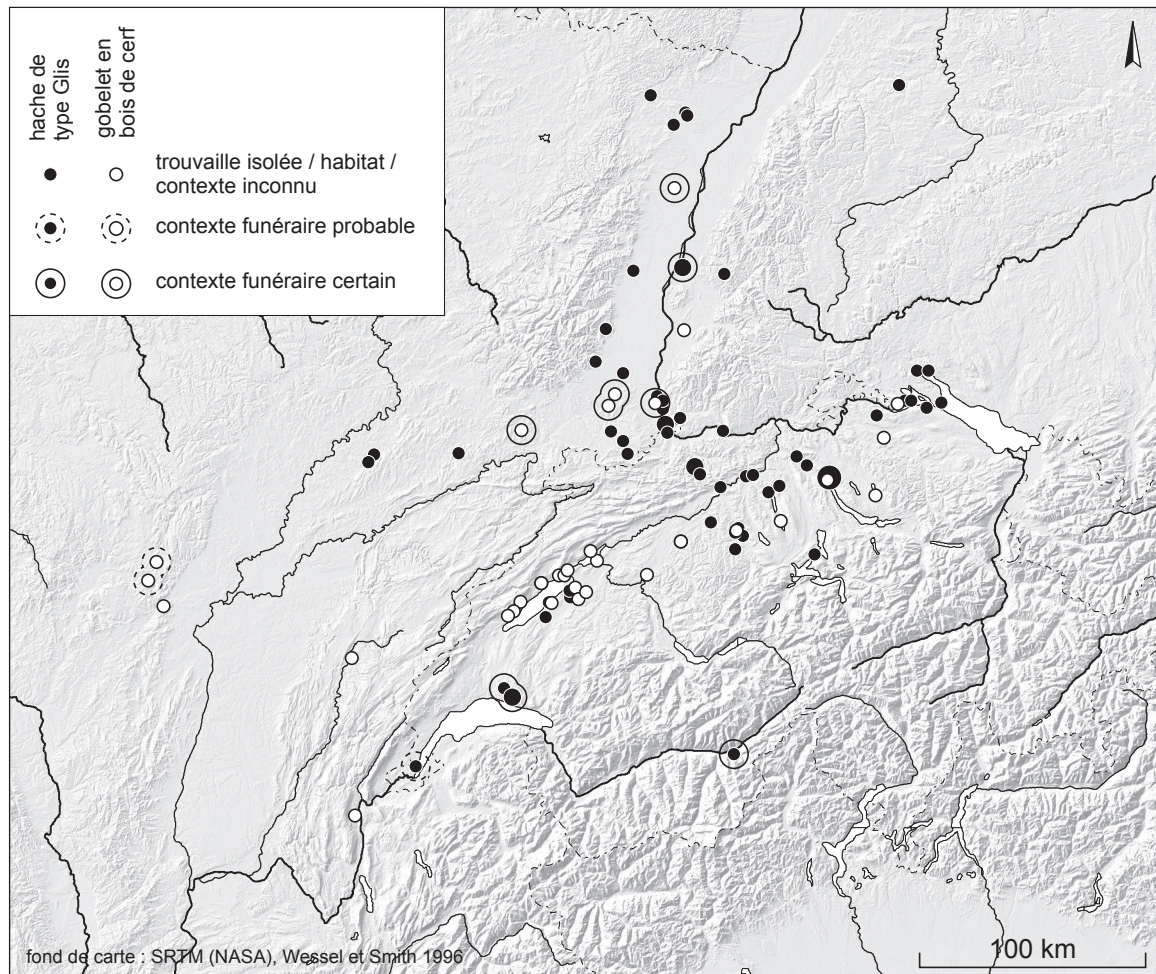 hache de
type Glis
gobelet en
bois de cerf
trouvaille isolée / habitat /
contexte inconnu
contexte funéraire probable
contexte funéraire certain
fond de carte : SRTM (NASA), Wessel et Smith 1996
100 km